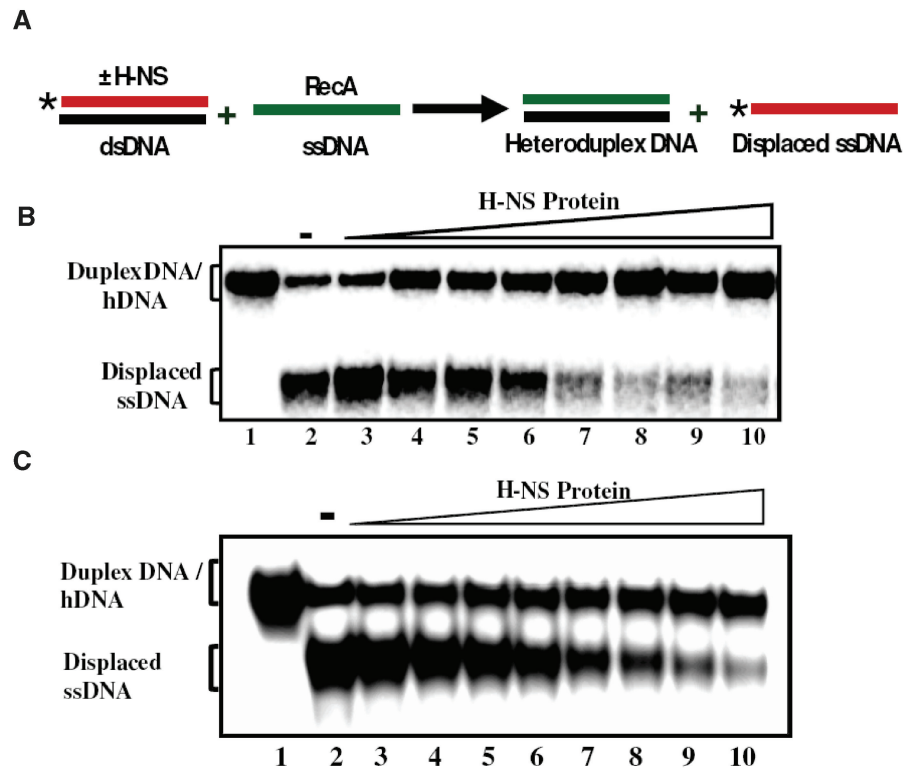 A
± H-NS
RecA
*
+
+
*
dsDNA
ssDNA
Heteroduplex DNA
Displaced ssDNA
B
H-NS Protein
-
Duplex DNA/
hDNA
Displaced
ssDNA
1 2 3 4 5 6 7 8 9 10
C
H-NS Protein
-
Duplex DNA /
hDNA
Displaced
ssDNA
1 2 3 4 5 6 7 8 9 10